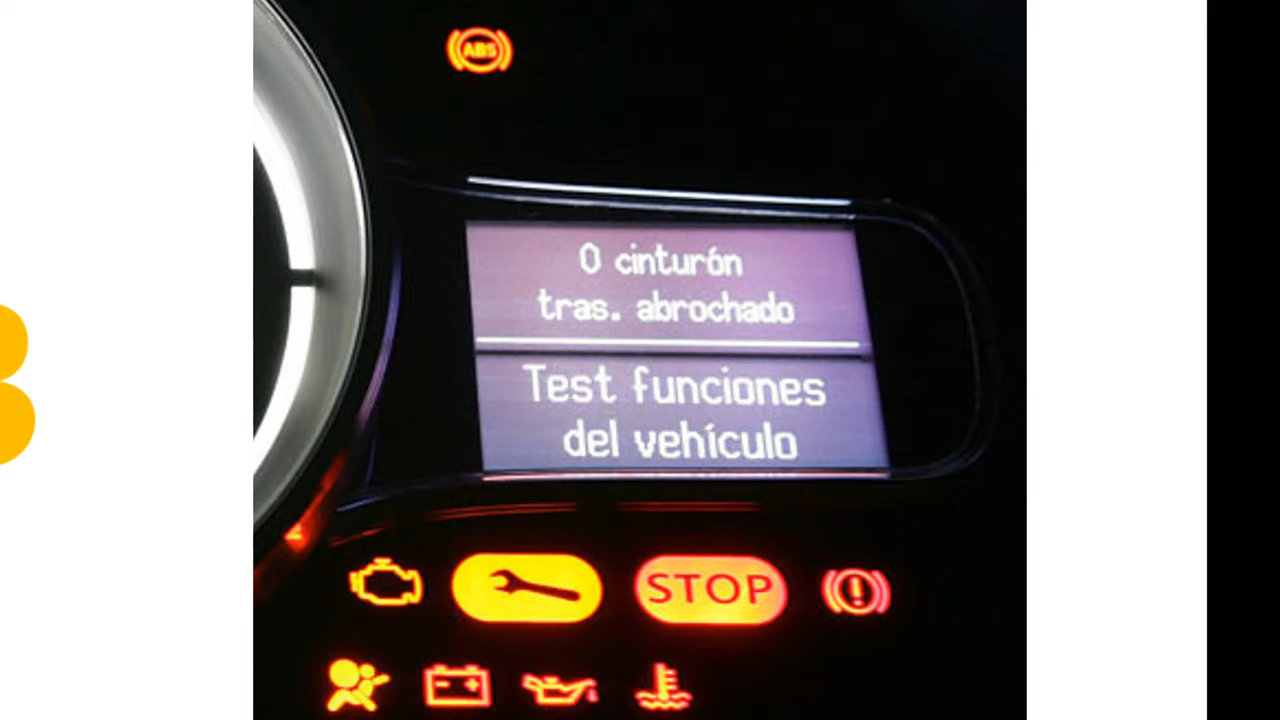 ABS
0 cinturón
tras. abrochado
Test funciones
del vehículo
STOP